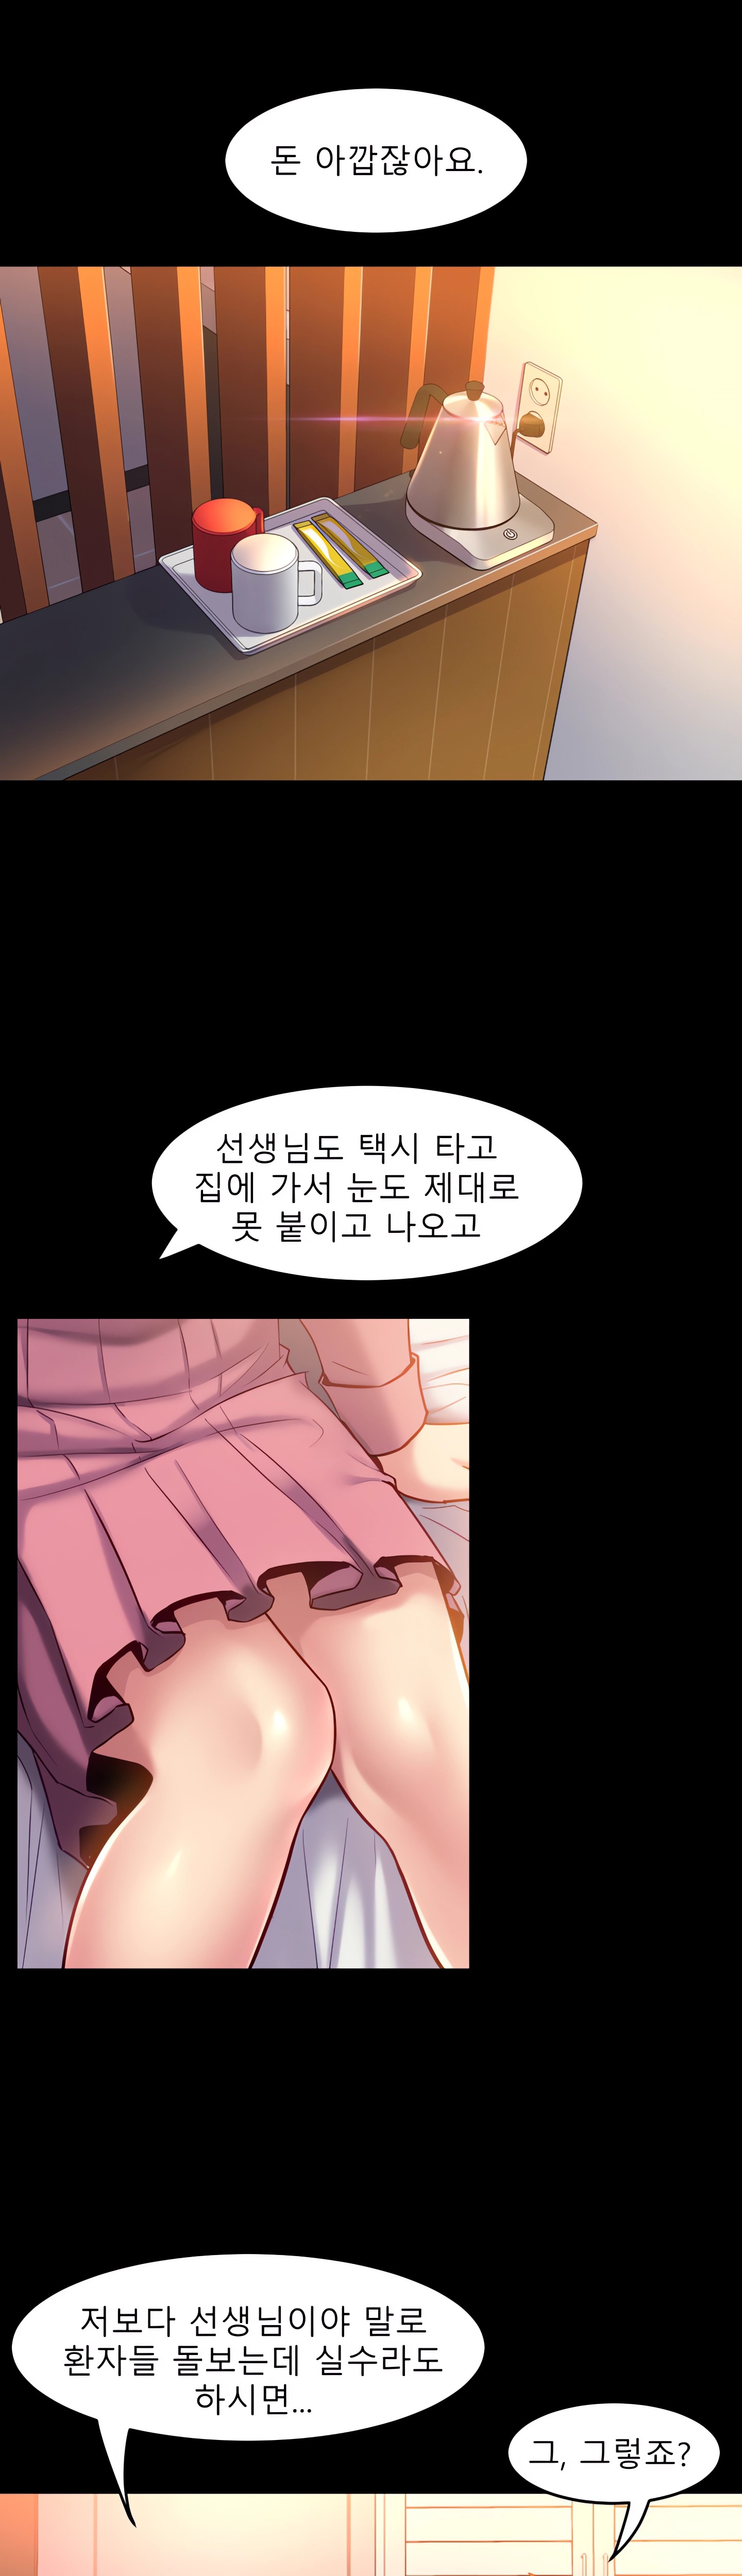 돈 아깝잖아요.
선생님도 택시 타고
집에 가서 눈도 제대로
못 붙이고 나오고
저보다 선생님이야 말로
환자들 돌보는데 실수라도
하시면...
그, 그렇죠?